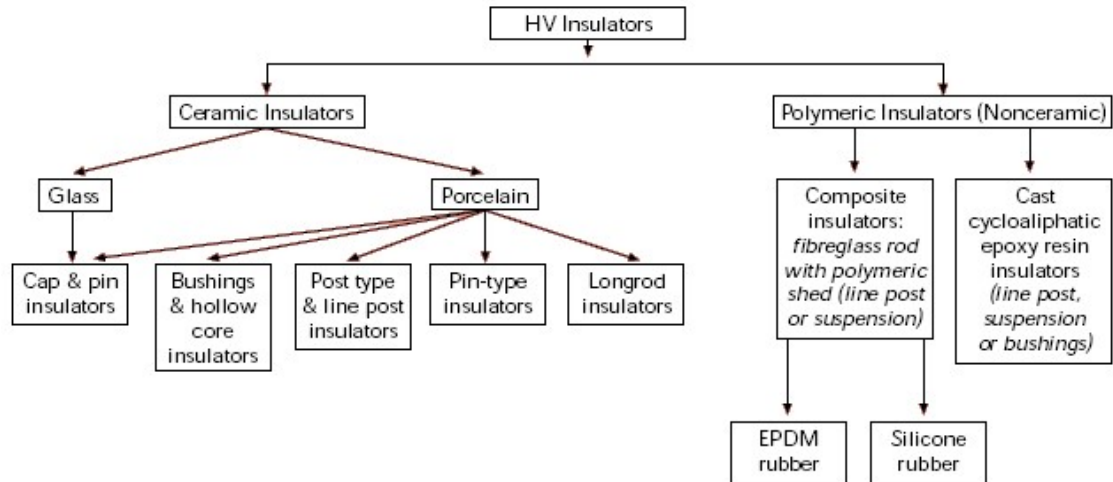 HV Insulators
Ceramic Insulators
Polymeric Insulators (Nonceramic)
Glass
Porcelain
Composite
insulators:
fibreglass rod
with polymeric
shed (line post
or suspension)
Cast
cycloaliphatic
epoxy resin
insulators
(line post,
suspension
or bushings)
Cap & pin
insulators
Bushings
& hollow
core
insulators
Post type
& line post
insulators
Pin-type
insulators
Longrod
insulators
EPDM
rubber
Silicone
rubber